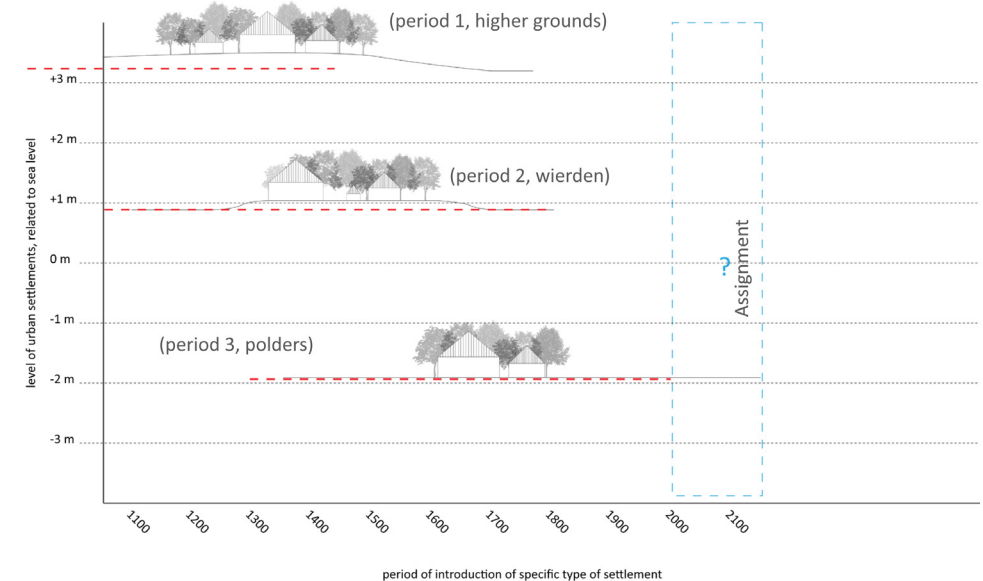 (period 1, higher grounds)
+3 m
+2 m
(period 2, wierden)
+1 m
0 m
?
Assignment
-1 m
(period 3, polders)
-2 m
-3 m
level of urban settlements, related to sea level
1100
1200
1300
1400
1500
1600
1700
1800
1900
2000
2100
period of introduction of specific type of settlement